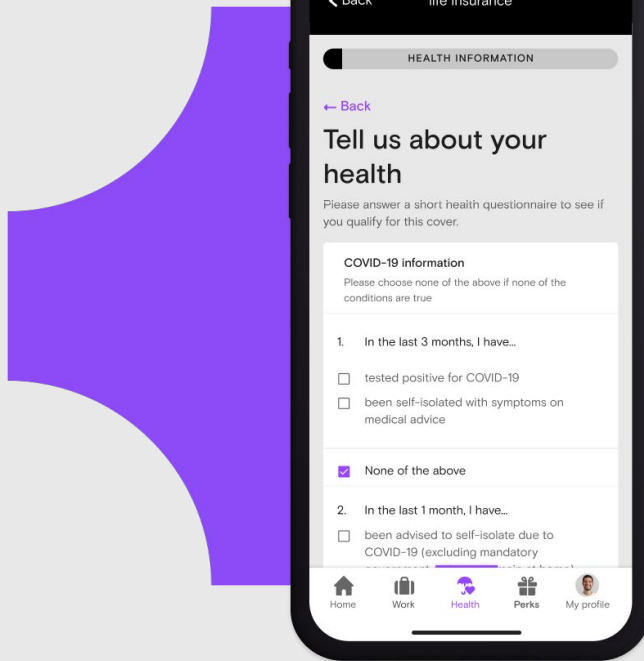 Back
life insurance
HEALTH INFORMATION
← Back
Tell us about your
health
Please answer a short health questionnaire to see if
you qualify for this cover.
COVID-19 information
Please choose none of the above if none of the
conditions are true
1. In the last 3 months, I have...
tested positive for COVID-19
been self-isolated with symptoms on
medical advice
None of the above
2. In the last 1 month, I have...
been advised to self-isolate due to
COVID-19 (excluding mandatory
Home
Work
Health
Perks
My profile